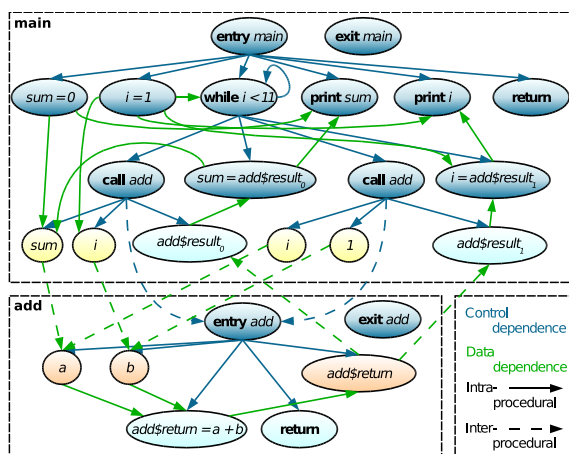 main
entry main
exit main
sum = 0
i = 1
while i < 11
print sum
print i
return
call add
sum = add$result0
call add
i = add$result1
sum
i
add$result0
i
1
add$result1
add
entry add
exit add
a
b
add$return
add$return = a + b
return
Control
dependence
Data
dependence
Intra-
procedural
Inter-
procedural